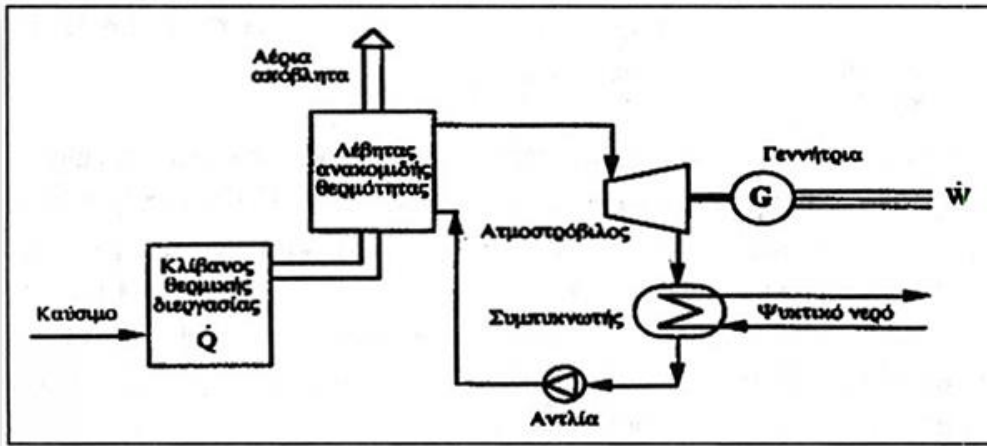 Αέρια
απόβλητα
Λέβητας
ανακομιδής
θερμότητας
Γεννήτρια
G
Ẇ
Ατμοστρόβιλος
Κλίβανος
θερμικής
διεργασίας
Q̇
Καύσιμο
Συμπυκνωτής
Ψυκτικό νερό
Αντλία